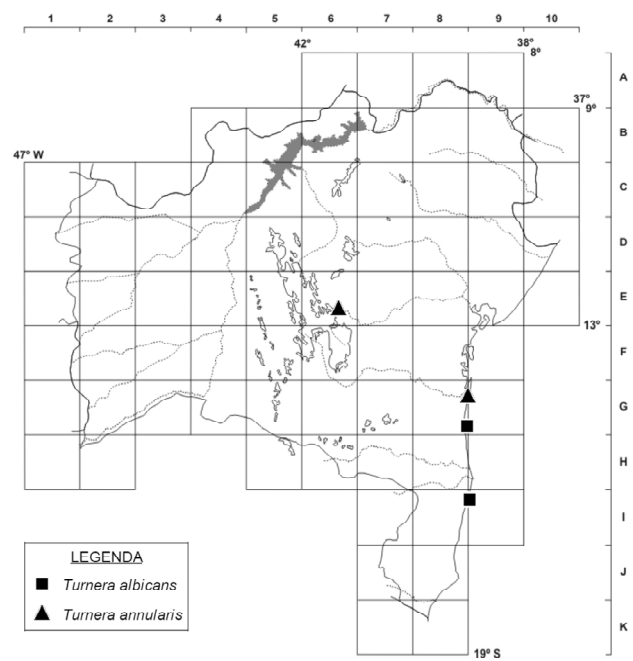 1 2 3 4 5 6 7 8 9 10
42° 38°
8°
A
37°
9°
B
47° W
C
D
E
13°
F
G
H
I
LEGENDA
Turnera albicans
J
Turnera annularis
K
19° S